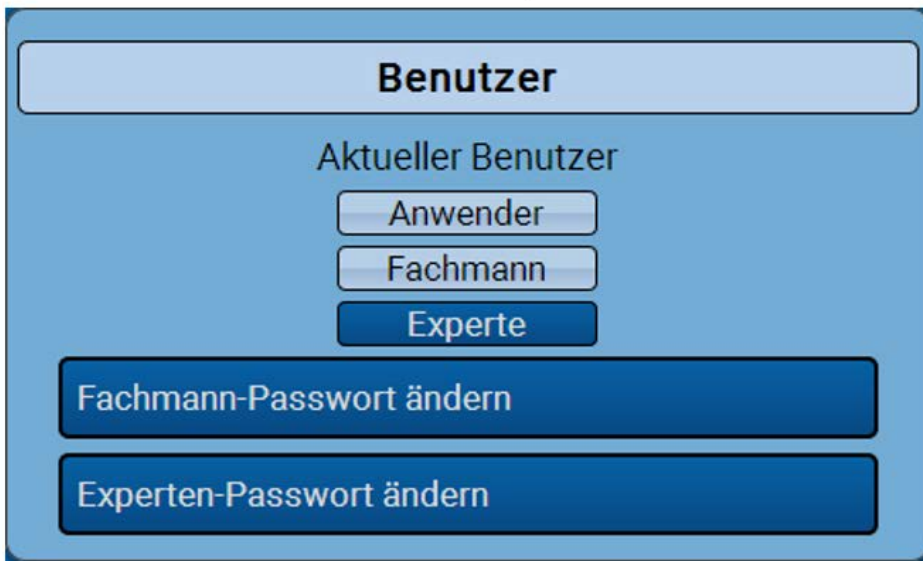 Benutzer
Aktueller Benutzer
Anwender
Fachmann
Experte
Fachmann-Passwort ändern
Experten-Passwort ändern